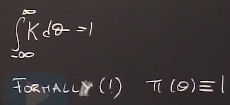 ∫_{-∞}^{∞} K dθ = 1
FORMALLY (!) π(θ) ≡ 1